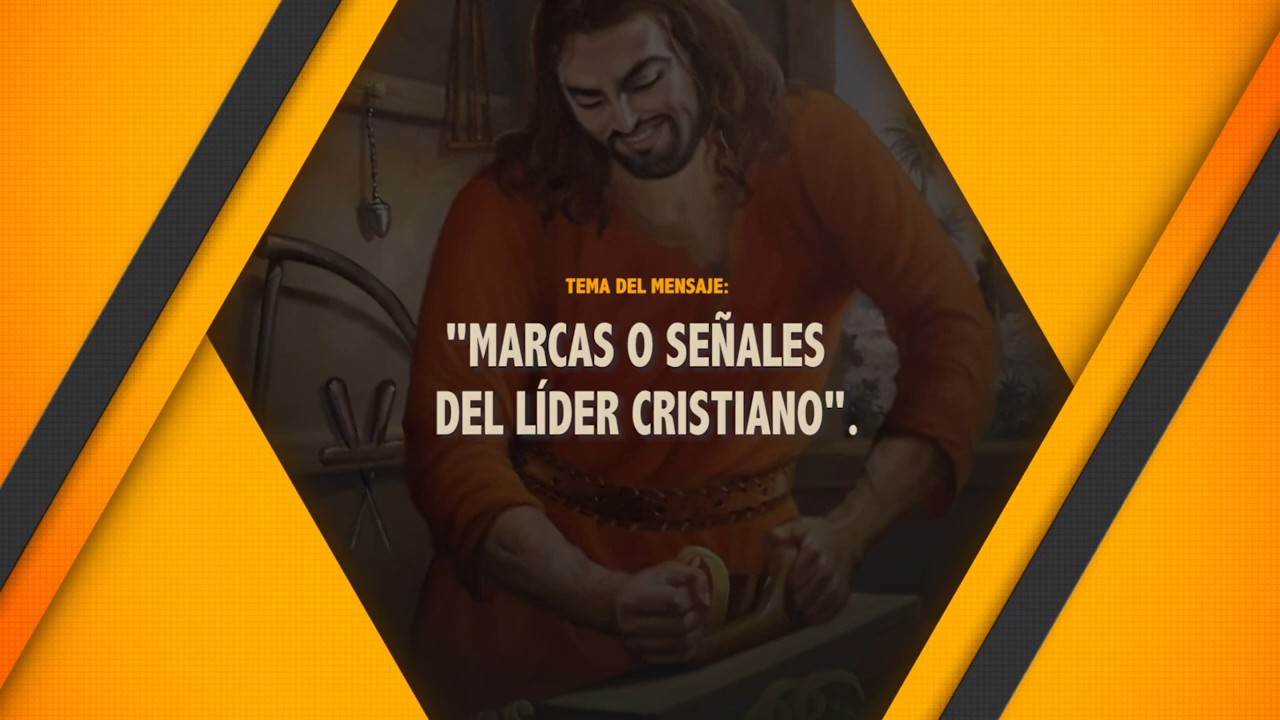 TEMA DEL MENSAJE:
"MARCAS O SEÑALES
DEL LÍDER CRISTIANO".